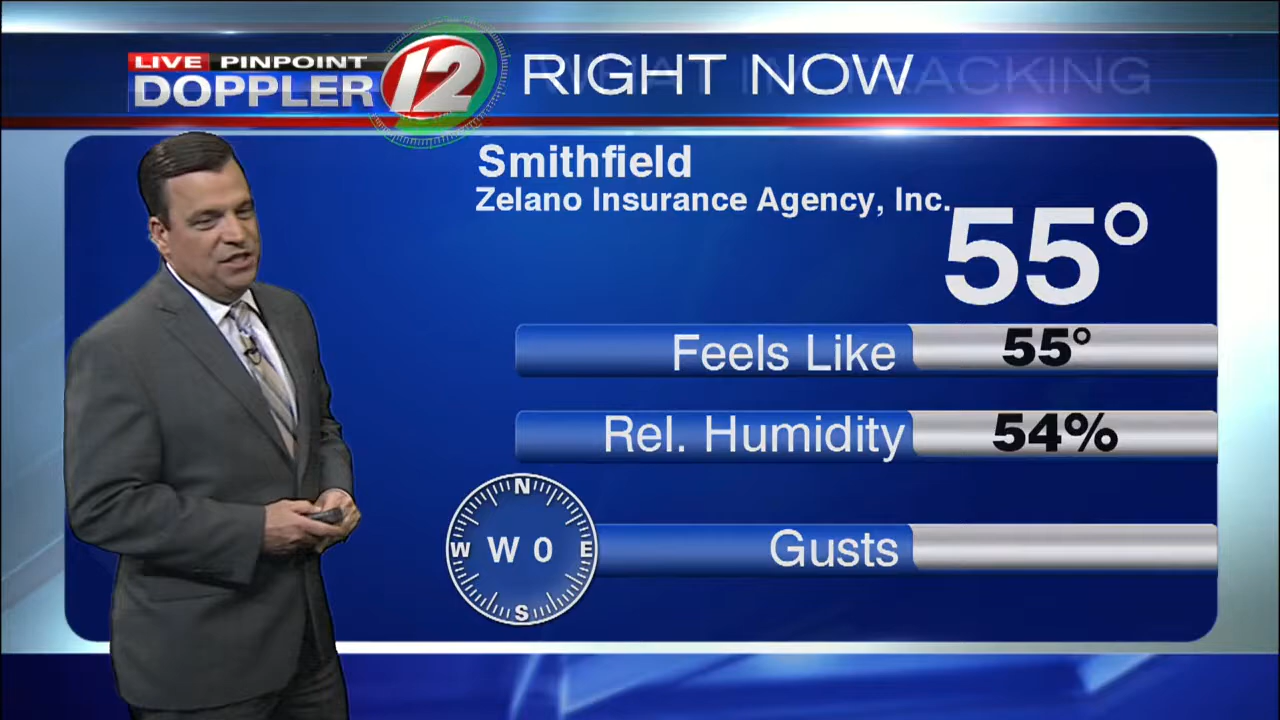 LIVE PINPOINT
DOPPLER 12
RIGHT NOW
Smithfield
Zelano Insurance Agency, Inc.
55°
Feels Like 55°
Rel. Humidity 54%
N
W W 0 E
S
Gusts